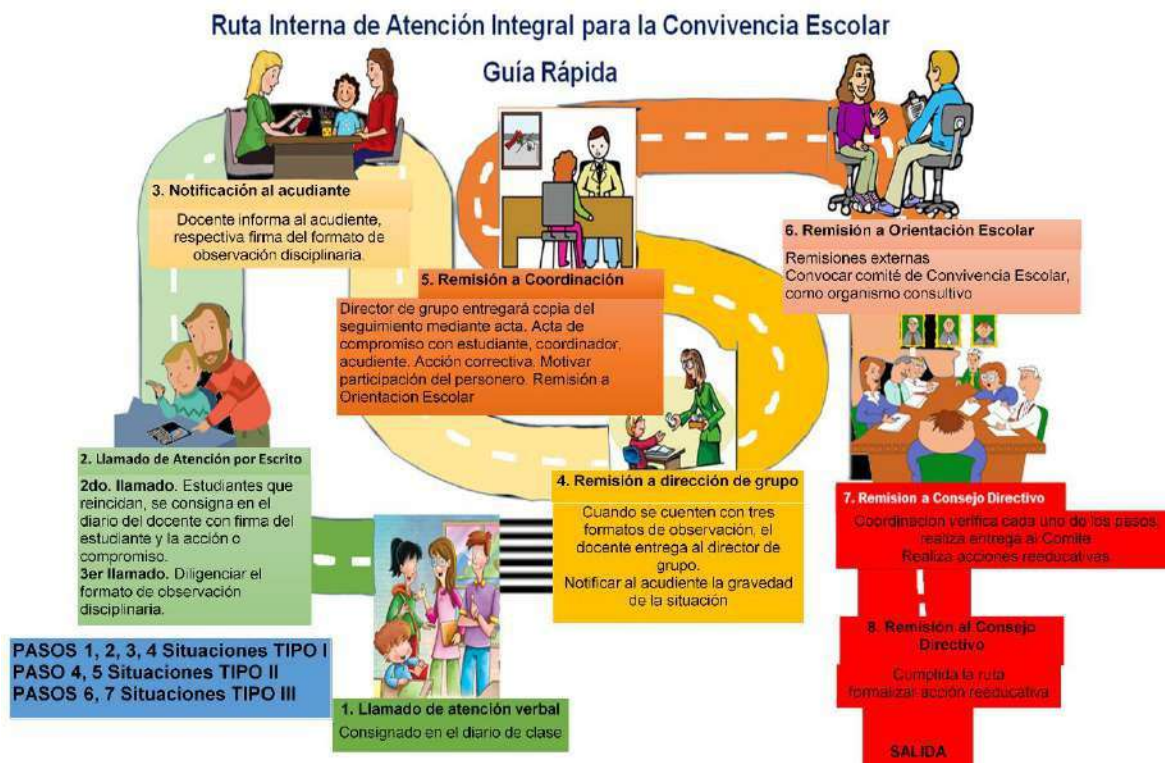 Ruta Interna de Atención Integral para la Convivencia Escolar
Guía Rápida
1. Llamado de atención verbal
Consignado en el diario de clase
2. Llamado de Atención por Escrito
2do. llamado. Estudiantes que
reincidan, se consigna en el
diario del docente con firma del
estudiante y la acción o
compromiso.
3er llamado. Diligenciar el
formato de observación
disciplinaria.
3. Notificación al acudiante
Docente informa al acudiente,
respectiva firma del formato de
observación disciplinaria.
4. Remisión a dirección de grupo
Cuando se cuenten con tres
formatos de observación, el
docente entrega al director de
grupo.
Notificar al acudiente la gravedad
de la situación
5. Remisión a Coordinación
Director de grupo entregará copia del
seguimiento mediante acta. Acta de
compromiso con estudiante, coordinador,
acudiente. Acción correctiva. Motivar
participación del personero. Remisión a
Orientacion Escolar
6. Remisión a Orientación Escolar
Remisiones externas
Convocar comité de Convivencia Escolar,
como organismo consultivo
7. Remision a Consejo Directivo
Coordinacion verifica cada uno de los pasos,
realiza entrega al Comite
Realiza acciones reeducativas
8. Remisión al Consejo
Directivo
Cumplida la ruta
formalizar acción reeducativa
SALIDA
PASOS 1, 2, 3, 4 Situaciones TIPO I
PASO 4, 5 Situaciones TIPO II
PASOS 6, 7 Situaciones TIPO III